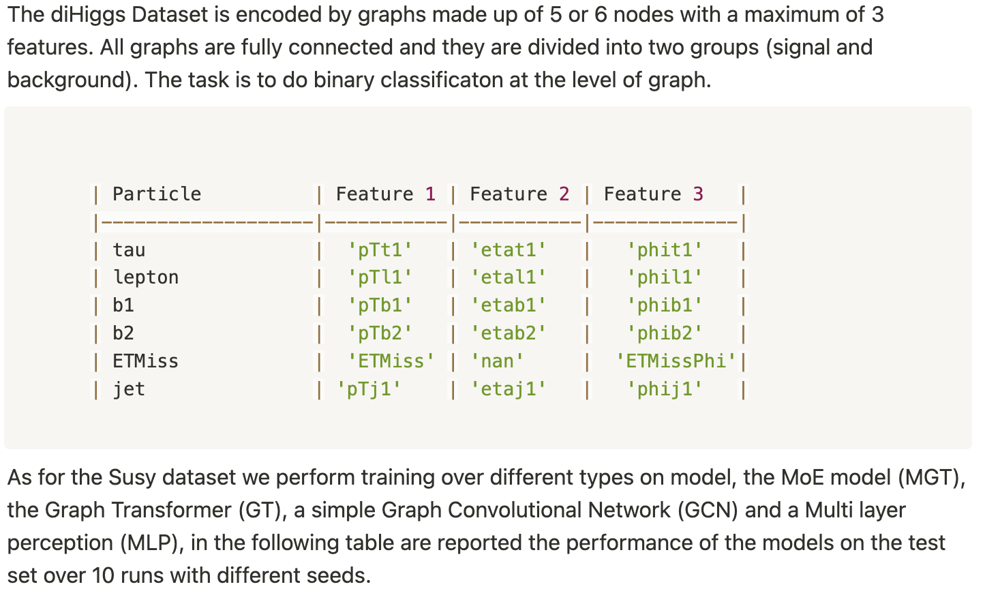 The diHiggs Dataset is encoded by graphs made up of 5 or 6 nodes with a maximum of 3
features. All graphs are fully connected and they are divided into two groups (signal and
background). The task is to do binary classificaton at the level of graph.
| Particle | Feature 1 | Feature 2 | Feature 3 |
|-------------------|-----------|-----------|-------------|
| tau | 'pTt1' | 'etat1' | 'phit1' |
| lepton | 'pTl1' | 'etal1' | 'phil1' |
| b1 | 'pTb1' | 'etab1' | 'phib1' |
| b2 | 'pTb2' | 'etab2' | 'phib2' |
| ETMiss | 'ETMiss' | 'nan' | 'ETMissPhi'|
| jet | 'pTj1' | 'etaj1' | 'phij1' |
As for the Susy dataset we perform training over different types on model, the MoE model (MGT),
the Graph Transformer (GT), a simple Graph Convolutional Network (GCN) and a Multi layer
perception (MLP), in the following table are reported the performance of the models on the test
set over 10 runs with different seeds.